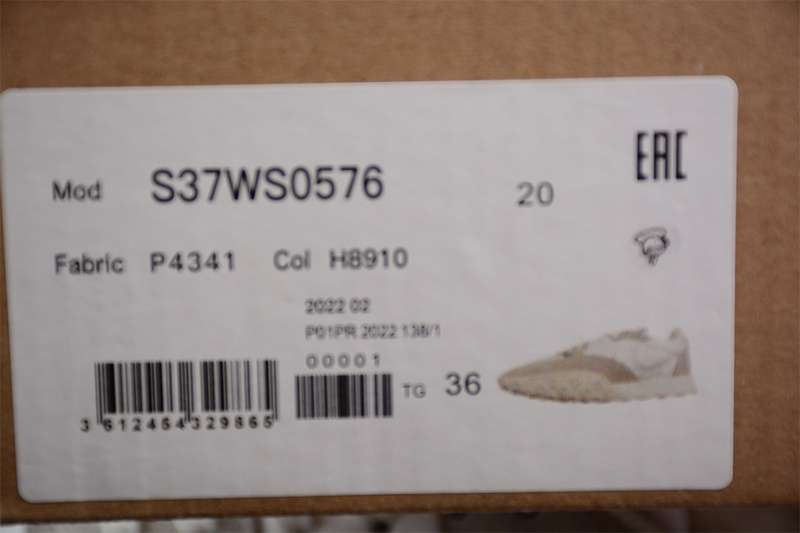 EAC
Mod S37WS0576 20
Fabric P4341 Col H8910
2022 02
P01PR 2022 138/1
00001
TG 36
3 612454 329865